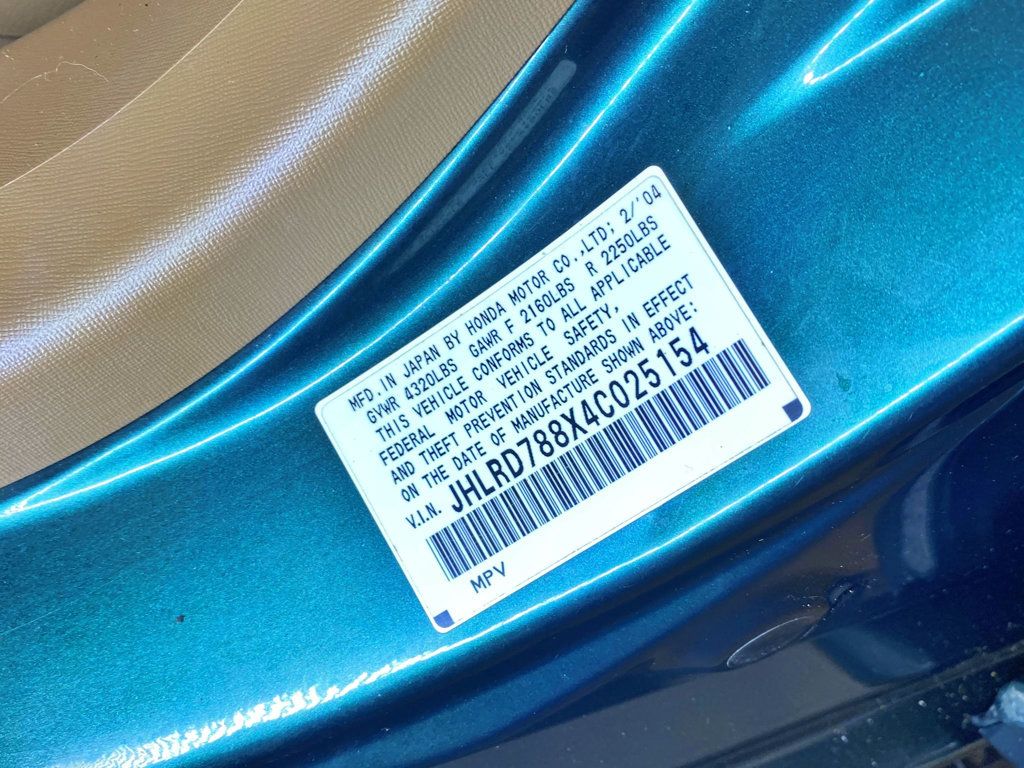 MFD. IN JAPAN BY HONDA MOTOR CO.,LTD; 2/'04
GVWR 4320LBS GAWR F 2160LBS R 2250LBS
THIS VEHICLE CONFORMS TO ALL APPLICABLE
FEDERAL MOTOR VEHICLE SAFETY,
AND THEFT PREVENTION STANDARDS IN EFFECT
ON THE DATE OF MANUFACTURE SHOWN ABOVE:
V.I.N. JHLRD788X4C025154
MPV